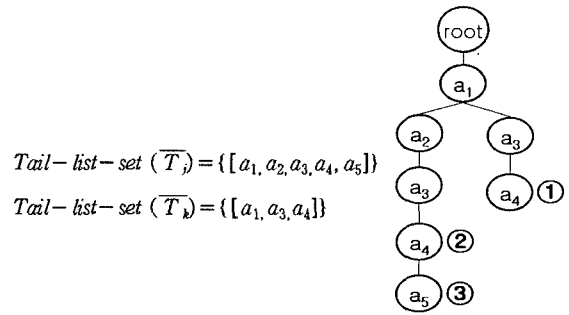 root
a1
a2 a3
Tail-list-set (T̅j)={[a1, a2, a3, a4, a5]}
a3 a4 ①
Tail-list-set (T̅k)={[a1, a3, a4]}
a4 ②
a5 ③